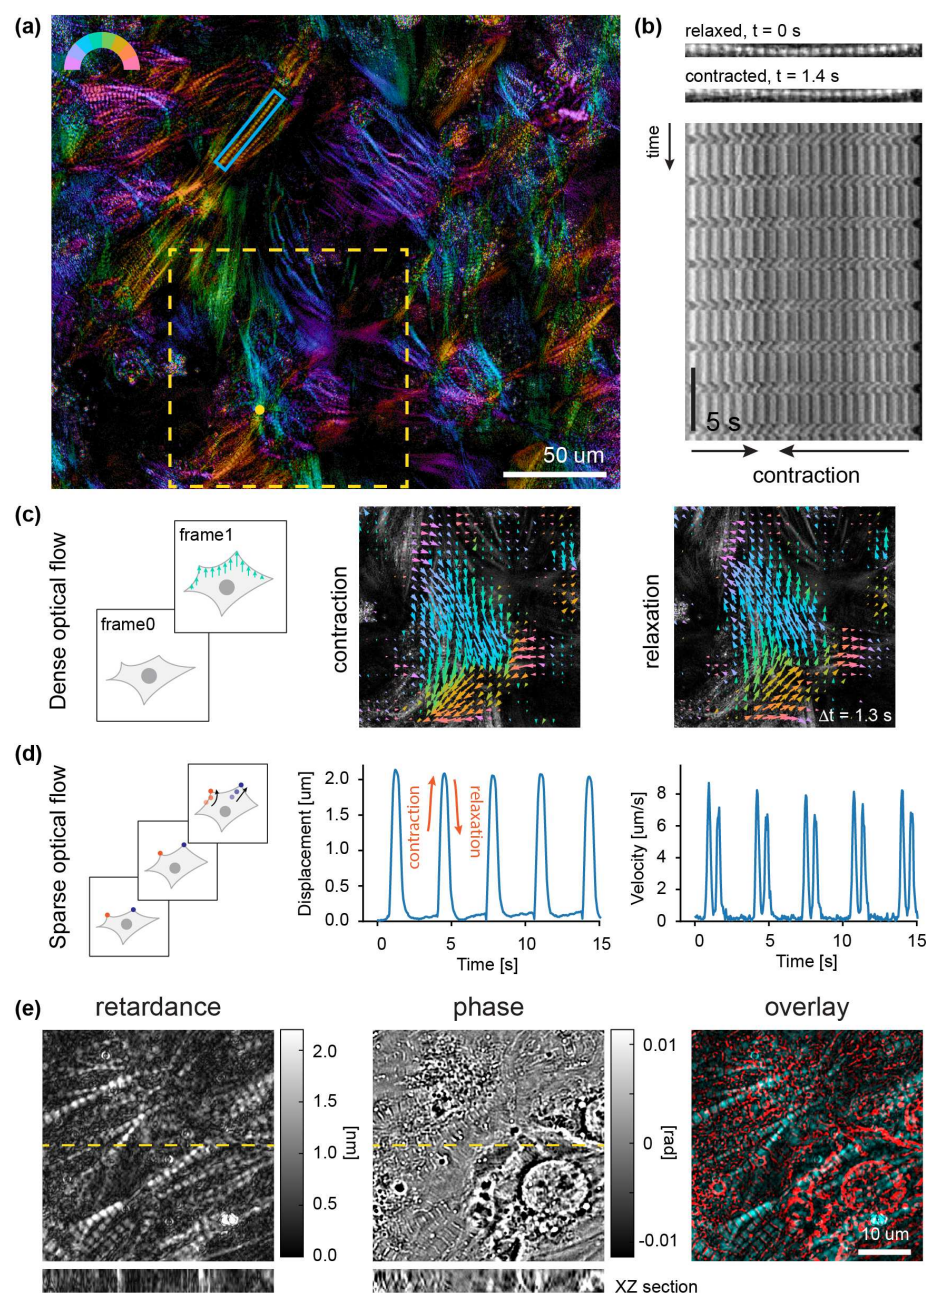 (a)
50 um
(b)
relaxed, t = 0 s
contracted, t = 1.4 s
time
5 s
contraction
(c)
Dense optical flow
frame1
frame0
contraction
relaxation
Δt = 1.3 s
(d)
Sparse optical flow
Displacement [um]
2.0
1.5
1.0
0.5
0.0
contraction
relaxation
0 5 10 15
Time [s]
Velocity [um/s]
8
6
4
2
0
0 5 10 15
Time [s]
(e)
retardance
2.0
1.5
1.0
0.5
0.0
[nm]
phase
0.01
0
-0.01
[rad]
overlay
10 um
XZ section